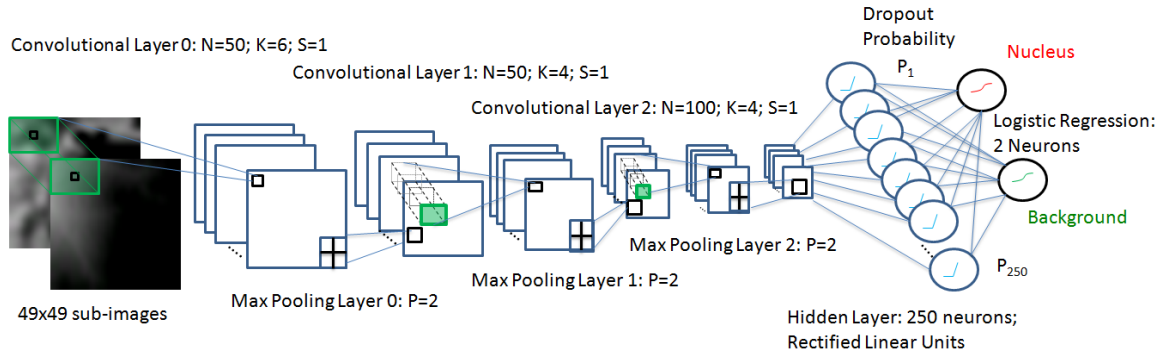 Convolutional Layer 0: N=50; K=6; S=1
Convolutional Layer 1: N=50; K=4; S=1
Convolutional Layer 2: N=100; K=4; S=1
Dropout
Probability
P1
Nucleus
Logistic Regression:
2 Neurons
Background
P250
49x49 sub-images
Max Pooling Layer 0: P=2
Max Pooling Layer 1: P=2
Max Pooling Layer 2: P=2
Hidden Layer: 250 neurons;
Rectified Linear Units